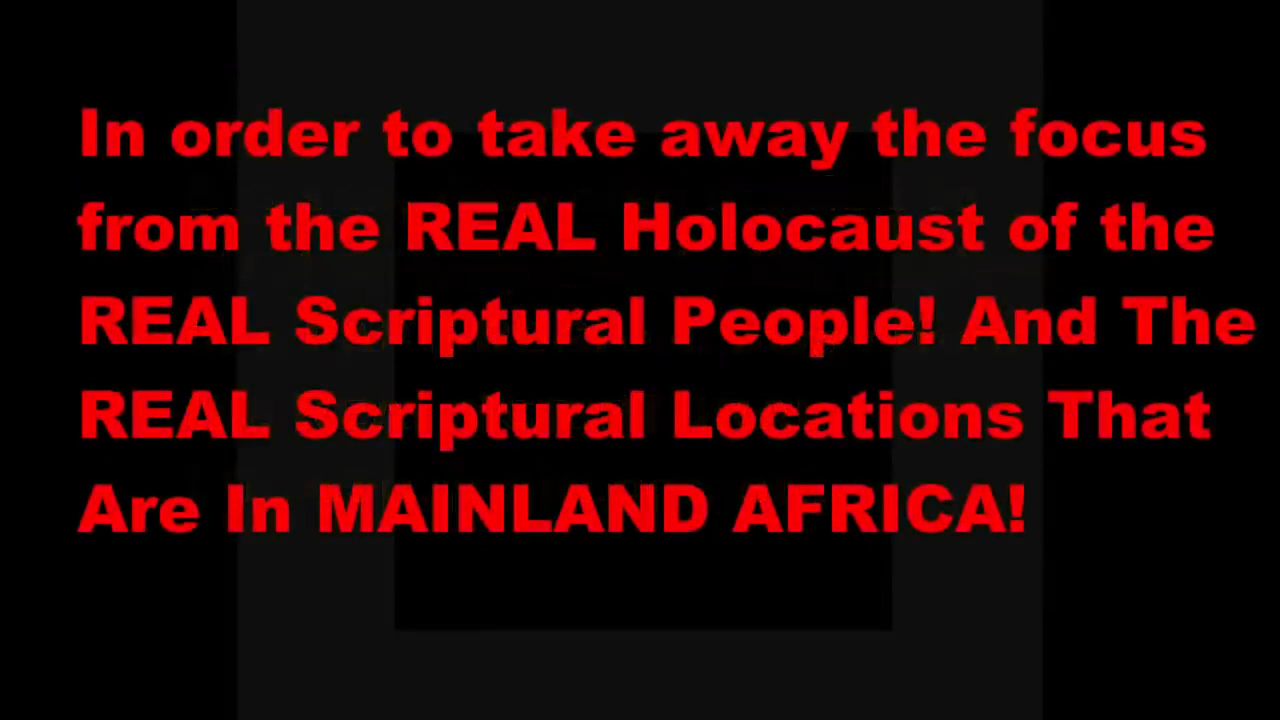 In order to take away the focus
from the REAL Holocaust of the
REAL Scriptural People! And The
REAL Scriptural Locations That
Are In MAINLAND AFRICA!